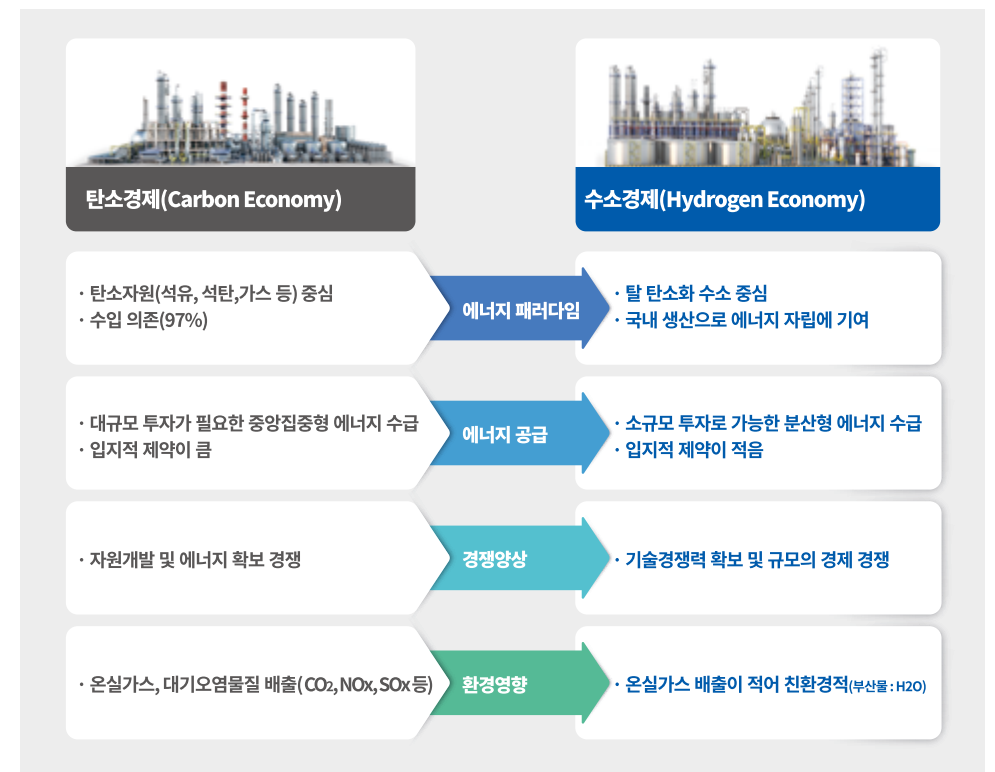 탄소경제(Carbon Economy)
수소경제(Hydrogen Economy)
· 탄소자원(석유, 석탄,가스 등) 중심
· 수입 의존(97%)
에너지 패러다임
· 탈 탄소화 수소 중심
· 국내 생산으로 에너지 자립에 기여
· 대규모 투자가 필요한 중앙집중형 에너지 수급
· 입지적 제약이 큼
에너지 공급
· 소규모 투자로 가능한 분산형 에너지 수급
· 입지적 제약이 적음
· 자원개발 및 에너지 확보 경쟁
경쟁양상
· 기술경쟁력 확보 및 규모의 경제 경쟁
· 온실가스, 대기오염물질 배출(CO2, NOx, SOx 등)
환경영향
· 온실가스 배출이 적어 친환경적(부산물 : H2O)